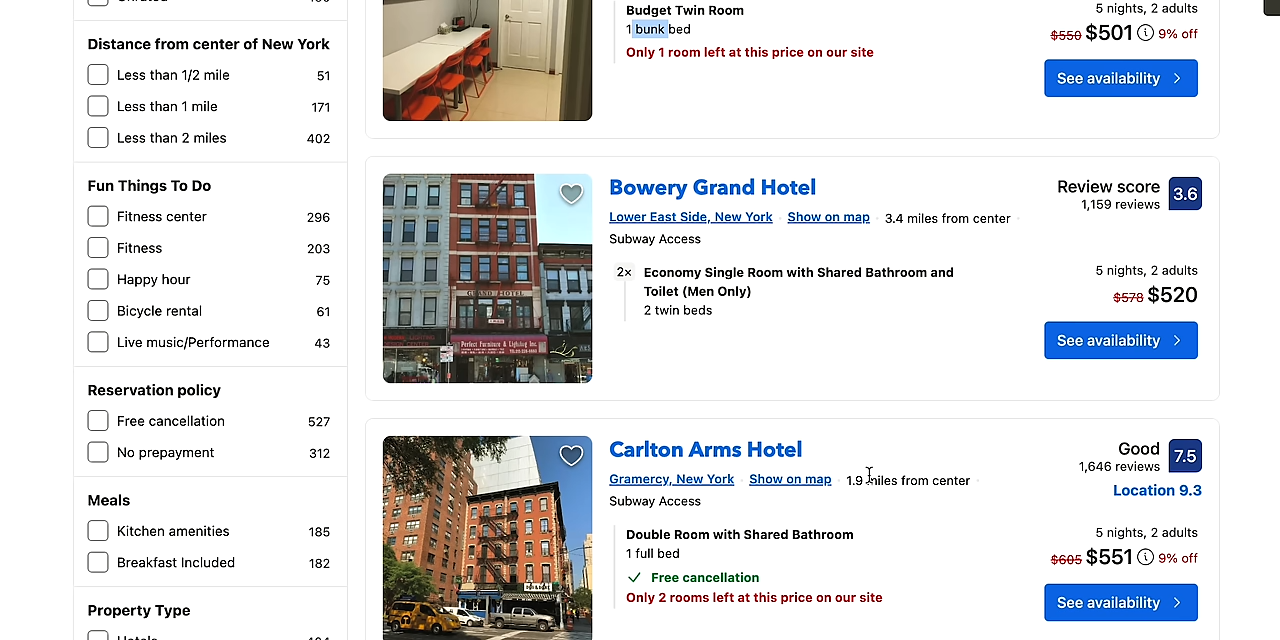 Distance from center of New York
Less than 1/2 mile 51
Less than 1 mile 171
Less than 2 miles 402
Fun Things To Do
Fitness center 296
Fitness 203
Happy hour 75
Bicycle rental 61
Live music/Performance 43
Reservation policy
Free cancellation 527
No prepayment 312
Meals
Kitchen amenities 185
Breakfast Included 182
Property Type
Budget Twin Room
1 bunk bed
Only 1 room left at this price on our site
5 nights, 2 adults
$550 $501 9% off
See availability
Bowery Grand Hotel
Lower East Side, New York Show on map 3.4 miles from center
Subway Access
2x Economy Single Room with Shared Bathroom and
Toilet (Men Only)
2 twin beds
Review score
1,159 reviews
3.6
5 nights, 2 adults
$578 $520
See availability
GRAND HOTEL
Perfect Furniture & Lighting Inc.
Carlton Arms Hotel
Gramercy, New York Show on map 1.9 miles from center
Subway Access
Double Room with Shared Bathroom
1 full bed
Free cancellation
Only 2 rooms left at this price on our site
Good
1,646 reviews
7.5
Location 9.3
5 nights, 2 adults
$605 $551 9% off
See availability